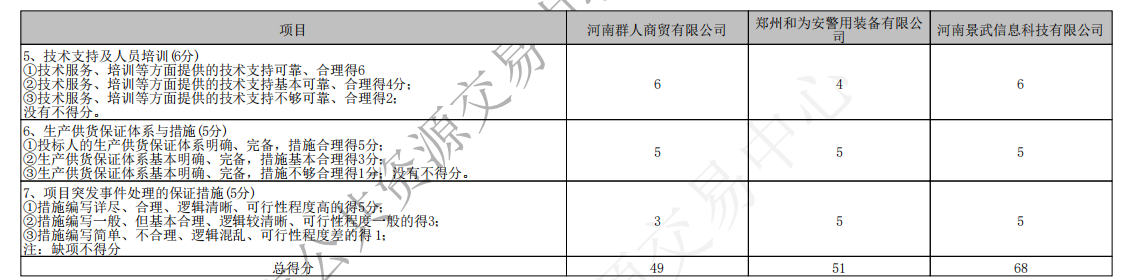 项目
河南群人商贸有限公司
郑州和为安警用装备有限公
司
河南景武信息科技有限公司
5、技术支持及人员培训(6分)
①技术服务、培训等方面提供的技术支持可靠、合理得6
②技术服务、培训等方面提供的技术支持基本可靠、合理得4分；
③技术服务、培训等方面提供的技术支持不够可靠、合理得2；
没有不得分。
6
4
6
6、生产供货保证体系与措施(5分)
①投标人的生产供货保证体系明确、完备，措施合理得5分；
②生产供货保证体系基本明确、完备，措施基本合理得3分；
③生产供货保证体系基本明确、完备，措施不够合理得1分；没有不得分。
5
5
5
7、项目突发事件处理的保证措施(5分)
①措施编写详尽、合理、逻辑清晰、可行性程度高的得5分；
②措施编写一般、但基本合理、逻辑较清晰、可行性程度一般的得3；
③措施编写简单、不合理、逻辑混乱、可行性程度差的得 1；
注：缺项不得分
3
5
5
总得分
49
51
68
公共资源交易中
易中心